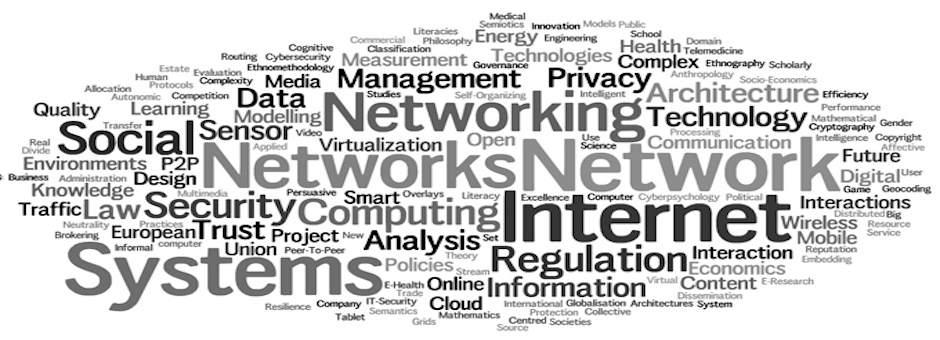 Medical
Semiotics Innovation Models Public
Literacies Energy Engineering School
Commercial Philosophy Health Domain
Cognitive Classification Technologies Telemedicine
Routing Cybersecurity Measurement Governance Complex Ethnography Scholarly
Estate Ethnomethodology
Human Evaluation Media Management Privacy Anthropology
Protocols Complexity Socio-Economics
Allocation Studies Self-Organizing Intelligent Architecture Efficiency
Autonomic Competition Data Networking
Quality Learning Modelling Technology Performance
Mathematical Gender
Transfer Social Sensor Video Cryptography
Real Processing Intelligence Copyright
Divide Applied Virtualization Open Use Science Communication Affective
Environments P2P Networks Network Future
Business Administration Design Digital User
Knowledge Multimedia Persuasive Smart Overlays Literacy Excellence Computer Cyberpsychology Political Game Geocoding
Traffic Law Security Computing Internet Interactions
Distributed Big
Neutrality Practices Wireless Resource
Brokering European Trust Project New Analysis Set Mobile Service
Informal computer Union Peer-To-Peer Regulation Interaction Reputation
Systems Theory Embedding
Policies Stream Economics
E-Health Online Information Virtual Content E-Research
Trade Dissemination
Resilience Company IT-Security Cloud International Globalisation Architectures System
Tablet Semantics Mathematics Protection Collective
Grids Centred Societies
Source